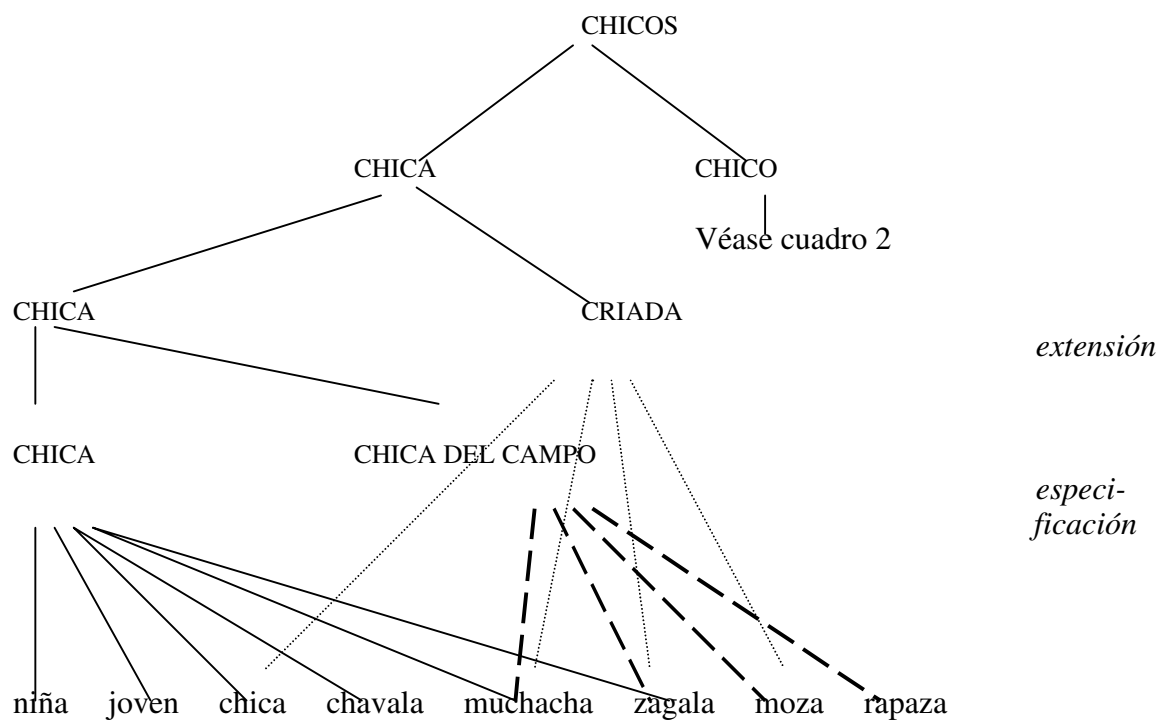 CHICOS
CHICA CHICO
Véase cuadro 2
CHICA CRIADA
extensión
CHICA CHICA DEL CAMPO
especi-
ficación
niña joven chica chavala muchacha zagala moza rapaza